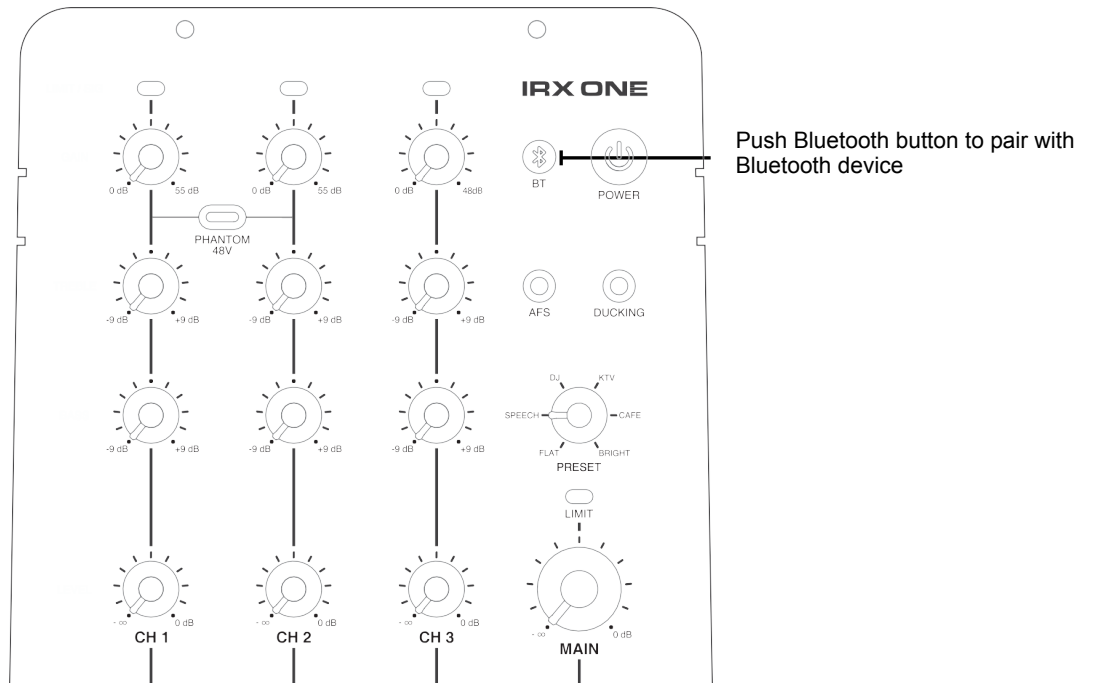 IRX ONE
0 dB 55 dB 0 dB 55 dB 0 dB 48dB
BT
POWER
Push Bluetooth button to pair with
Bluetooth device
PHANTOM
48V
-9 dB +9 dB -9 dB +9 dB -9 dB +9 dB
AFS DUCKING
DJ KTV
SPEECH CAFE
FLAT BRIGHT
PRESET
-9 dB +9 dB -9 dB +9 dB -9 dB +9 dB
LIMIT
- ∞ 0 dB - ∞ 0 dB - ∞ 0 dB - ∞ 0 dB
CH 1 CH 2 CH 3 MAIN